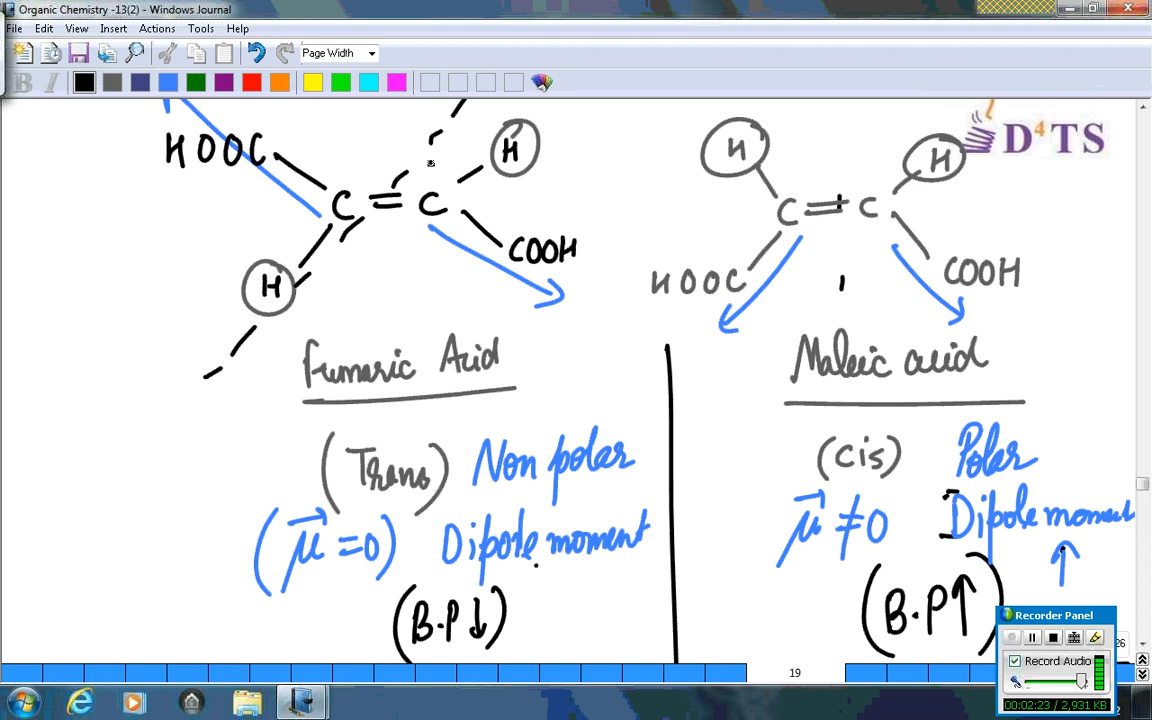 Organic Chemistry -13(2) - Windows Journal
File Edit View Insert Actions Tools Help
Page Width
B I
D4TS
HOOC H
C = C
H COOH
H H
C = C
HOOC COOH
Fumaric Acid
Maleic acid
(Trans) Non polar
(cis) Polar
(μ = 0) Dipole moment
μ ≠ 0 Dipole moment ↑
(B.P↓)
(B.P↑)
Recorder Panel
26
Record Audio
00:02:23 / 2,931 KB
19